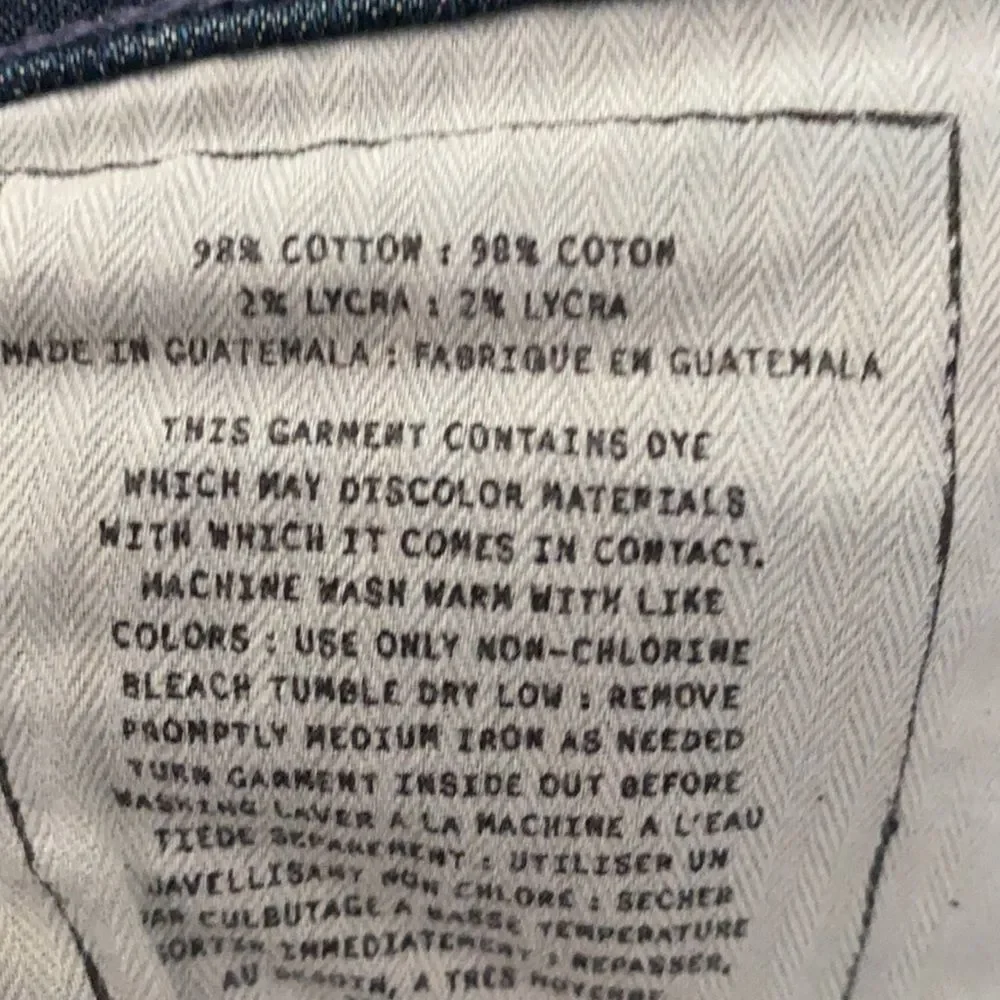 98% COTTON : 98% COTON
2% LYCRA : 2% LYCRA
MADE IN GUATEMALA : FABRIQUE EN GUATEMALA
THIS GARMENT CONTAINS DYE
WHICH MAY DISCOLOR MATERIALS
WITH WHICH IT COMES IN CONTACT.
MACHINE WASH WARM WITH LIKE
COLORS : USE ONLY NON-CHLORINE
BLEACH TUMBLE DRY LOW : REMOVE
PROMPTLY MEDIUM IRON AS NEEDED
TURN GARMENT INSIDE OUT BEFORE
WASHING LAVER A LA MACHINE A L'EAU
TIEDE SEPAREMENT : UTILISER UN
JAVELLISANT NON CHLORE : SECHER
PAR CULBUTAGE A BASSE TEMPERATURE
SORTIR IMMEDIATEMENT : REPASSER,
AU BESOIN, A TRES